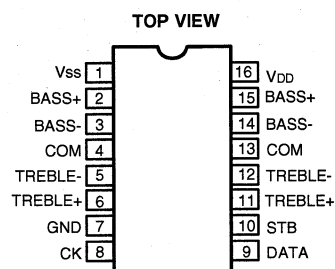 TOP VIEW
Vss 1 16 VDD
BASS+ 2 15 BASS+
BASS- 3 14 BASS-
COM 4 13 COM
TREBLE- 5 12 TREBLE-
TREBLE+ 6 11 TREBLE+
GND 7 10 STB
CK 8 9 DATA